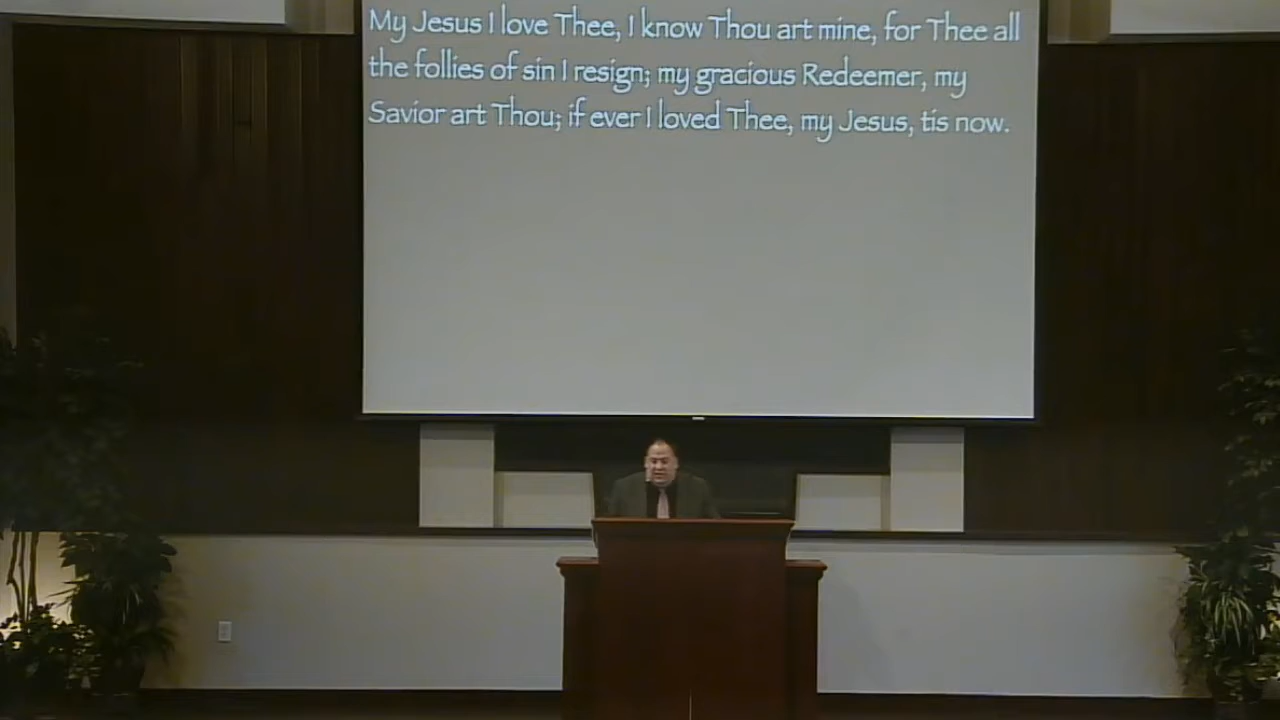 My Jesus I love Thee, I know Thou art mine, for Thee all
the follies of sin I resign; my gracious Redeemer, my
Savior art Thou; if ever I loved Thee, my Jesus, tis now.